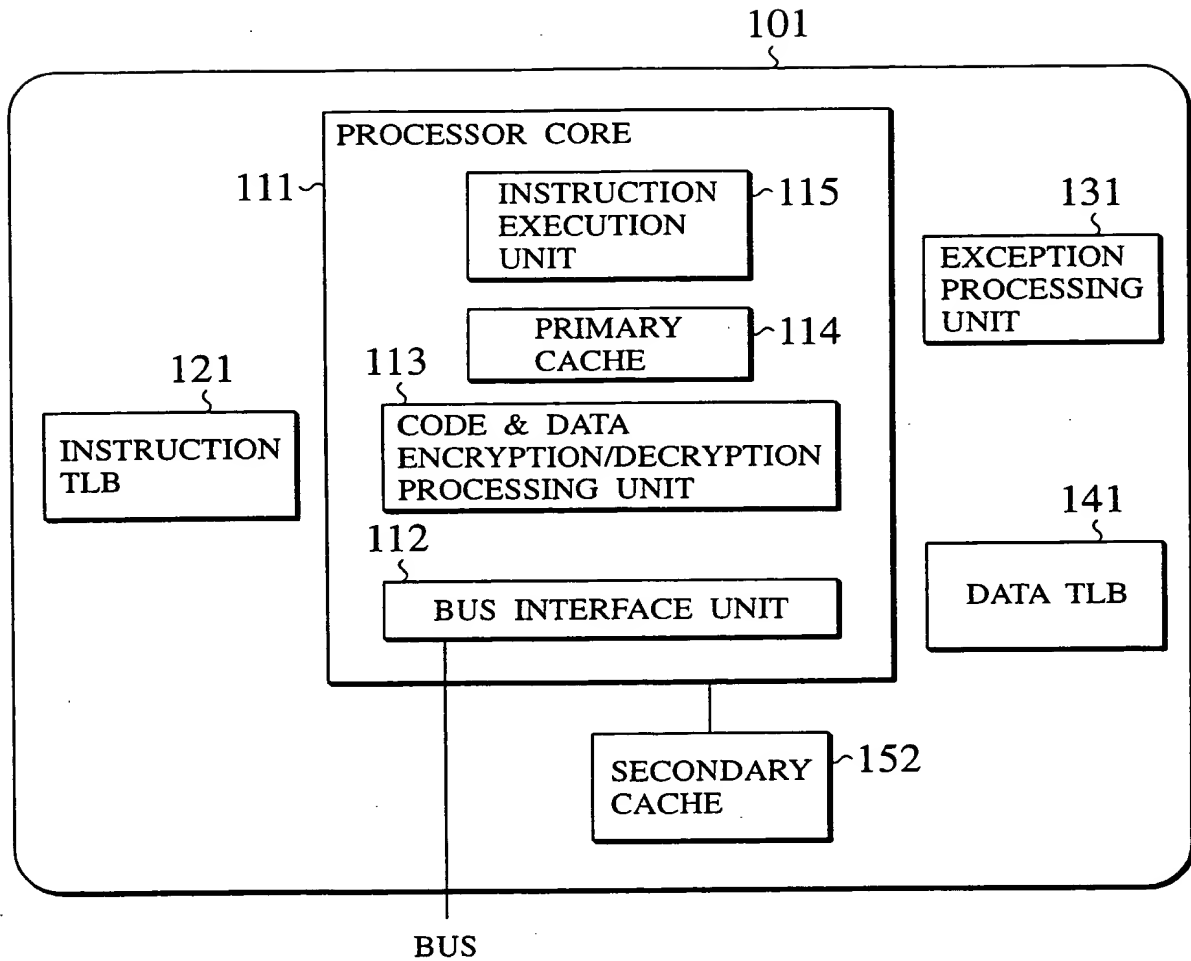 101
PROCESSOR CORE
111
INSTRUCTION
EXECUTION
UNIT
115
131
EXCEPTION
PROCESSING
UNIT
PRIMARY
CACHE
114
113
121
CODE & DATA
ENCRYPTION/DECRYPTION
PROCESSING UNIT
INSTRUCTION
TLB
112
141
BUS INTERFACE UNIT
DATA TLB
SECONDARY
CACHE
152
BUS